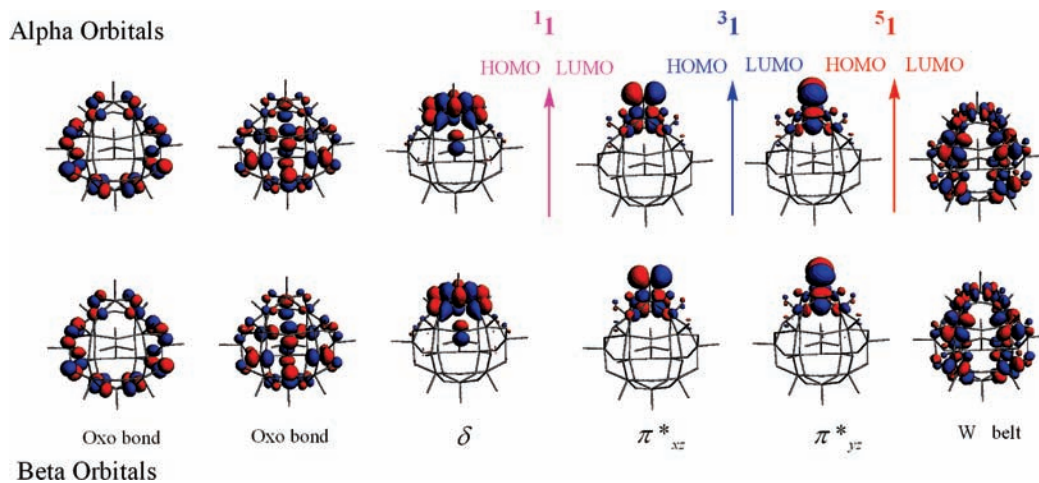 Alpha Orbitals
¹1 ³1 ⁵1
HOMO LUMO HOMO LUMO HOMO LUMO
Oxo bond Oxo bond δ π*xz π*yz W belt
Beta Orbitals